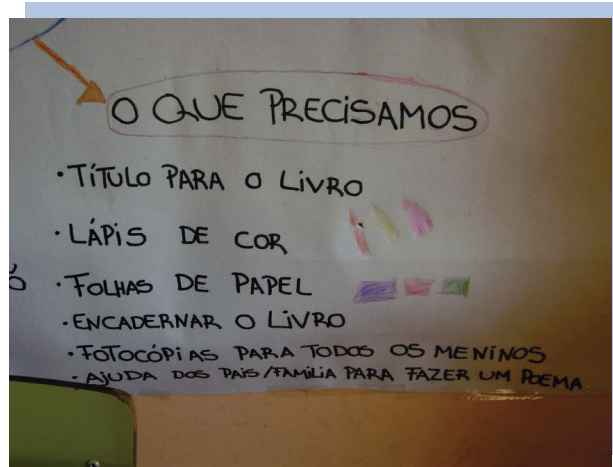 O QUE PRECISAMOS
• TÍTULO PARA O LIVRO
• LÁPIS DE COR
• FOLHAS DE PAPEL
• ENCADERNAR O LIVRO
• FOTOCÓPIAS PARA TODOS OS MENINOS
• AJUDA DOS PAIS/FAMÍLIA PARA FAZER UM POEMA